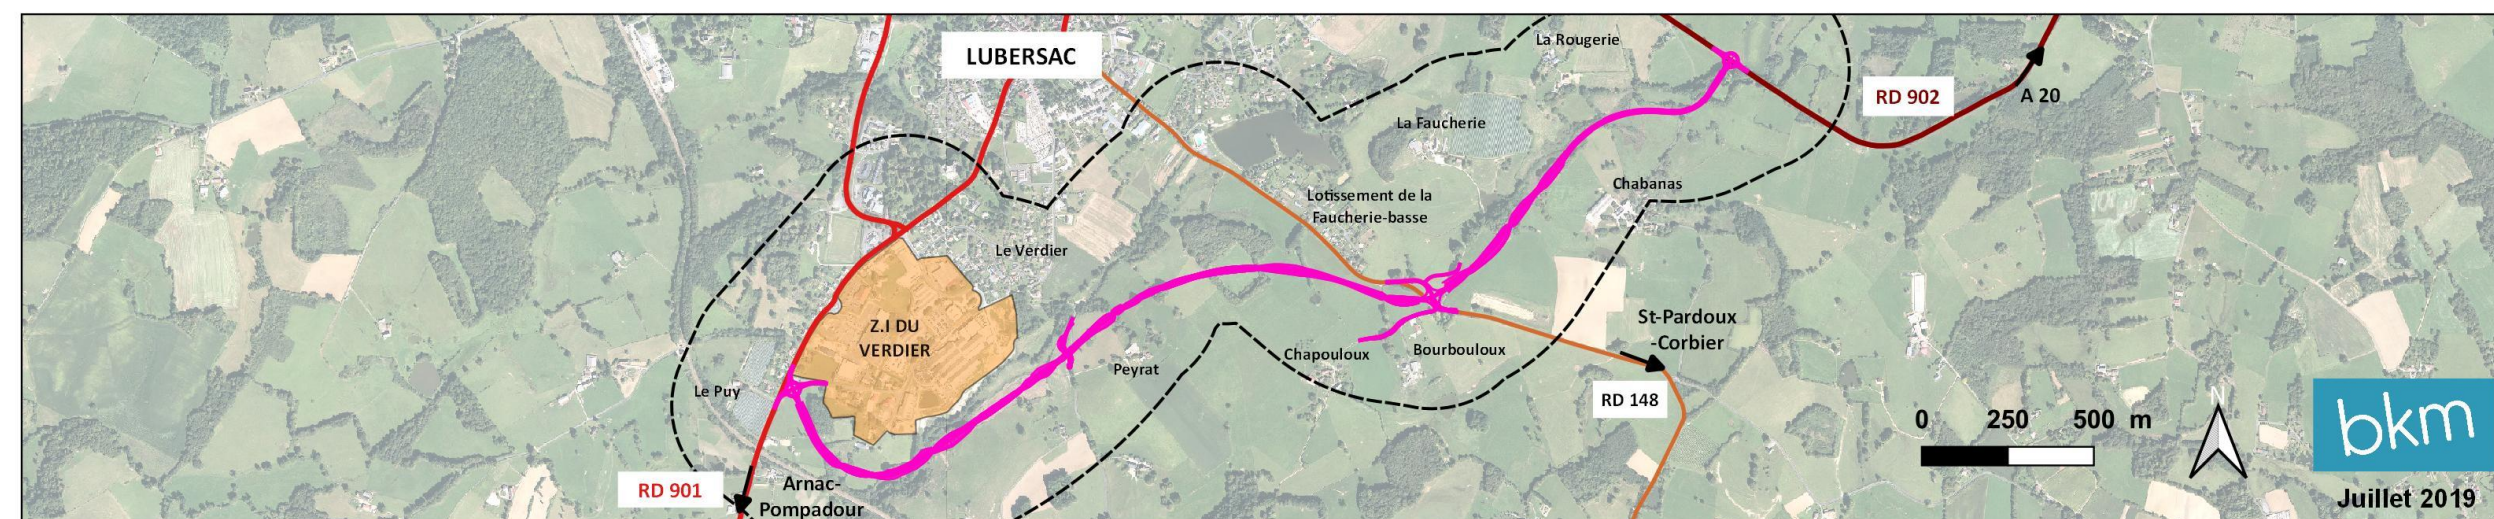 La Rougerie
LUBERSAC
RD 902
A 20
La Faucherie
Chabanas
Lotissement de la
Faucherie-basse
Le Verdier
Z.I DU
VERDIER
St-Pardoux
-Corbier
Chapouloux
Bourbouloux
Peyrat
Le Puy
RD 148
N
0 250 500 m
bkm
RD 901
Arnac-
Pompadour
Juillet 2019